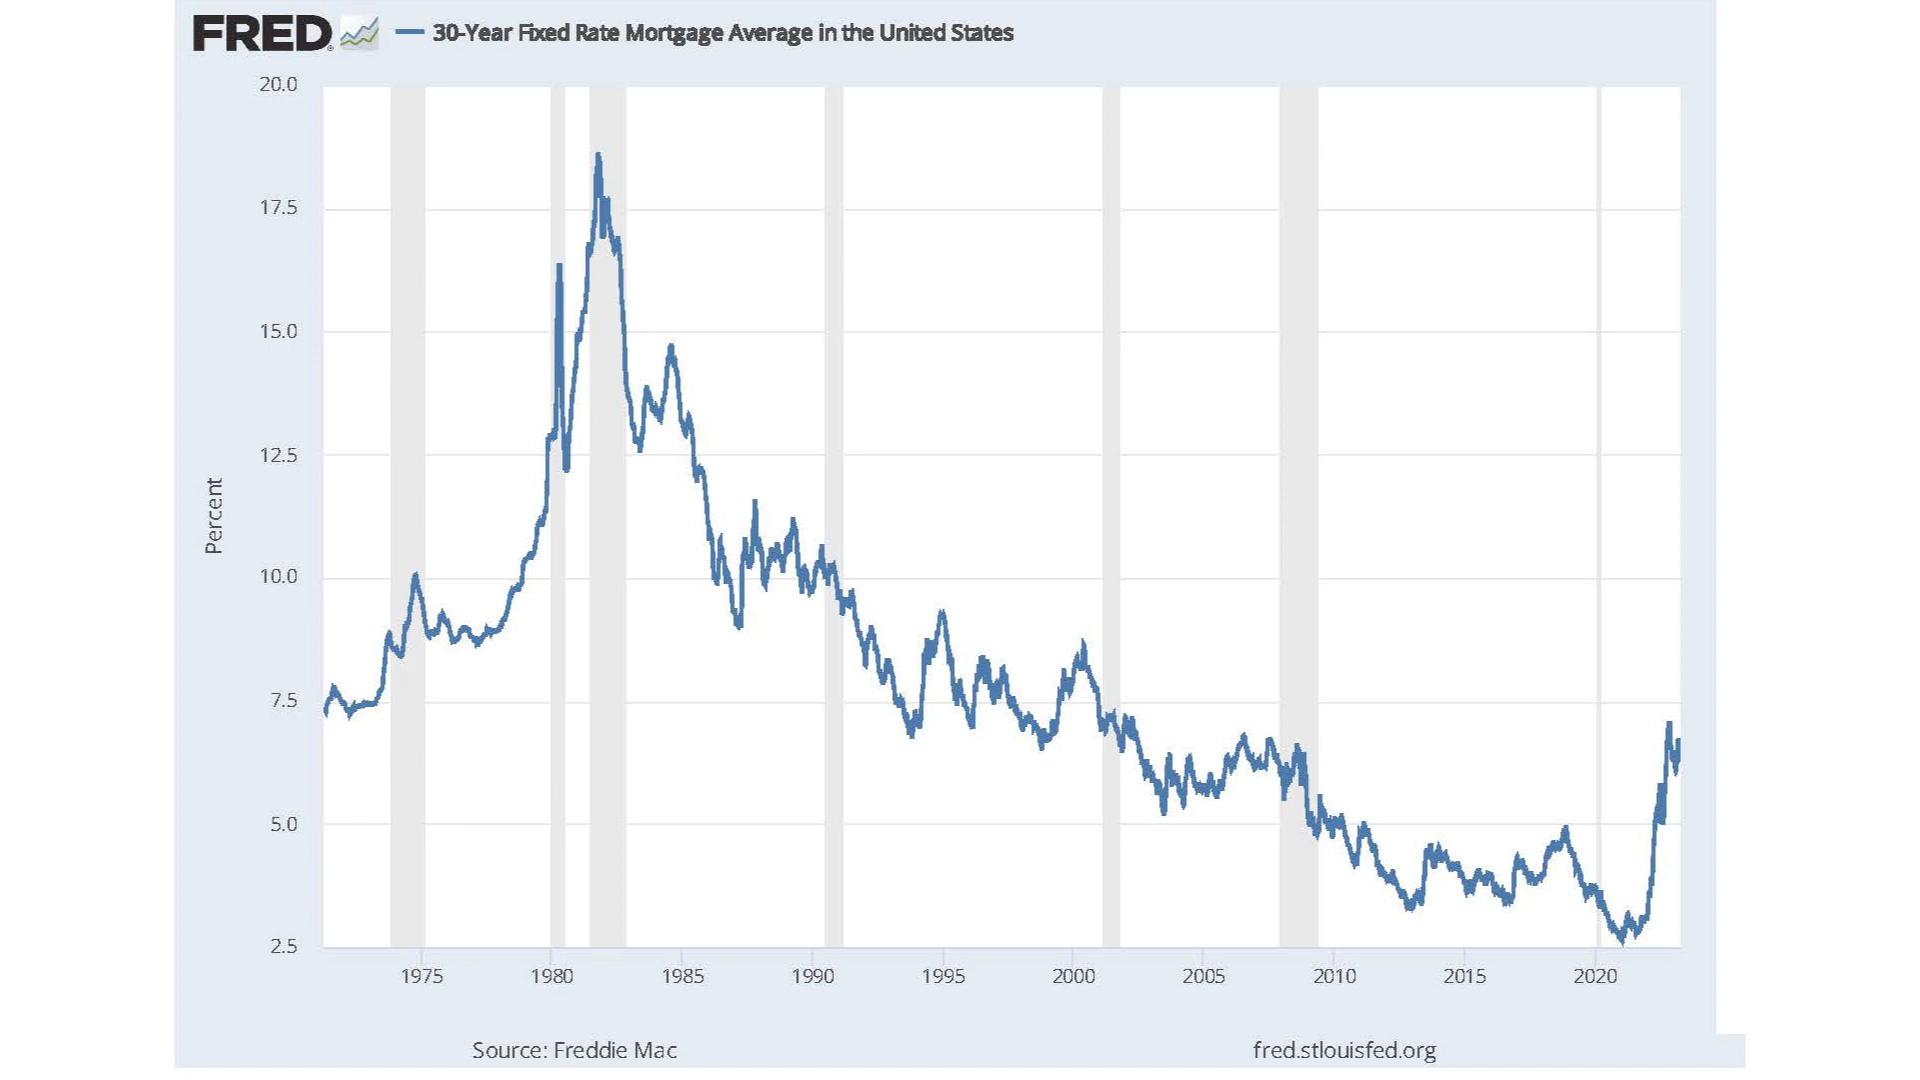 FRED 30-Year Fixed Rate Mortgage Average in the United States
20.0
17.5
15.0
12.5
10.0
7.5
5.0
2.5
Percent
1975 1980 1985 1990 1995 2000 2005 2010 2015 2020
Source: Freddie Mac fred.stlouisfed.org